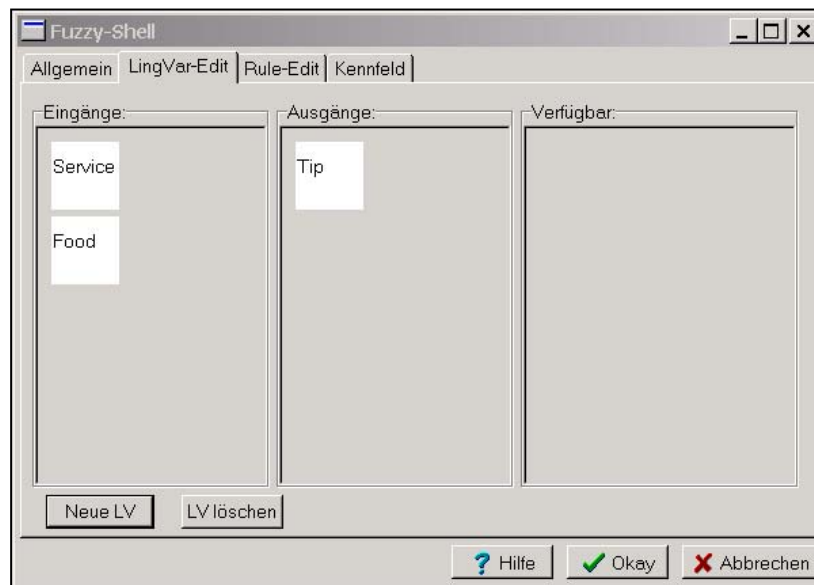 Fuzzy-Shell
Allgemein LingVar-Edit Rule-Edit Kennfeld
Eingänge: Ausgänge: Verfügbar:
Service Tip
Food
Neue LV LV löschen
? Hilfe Okay Abbrechen